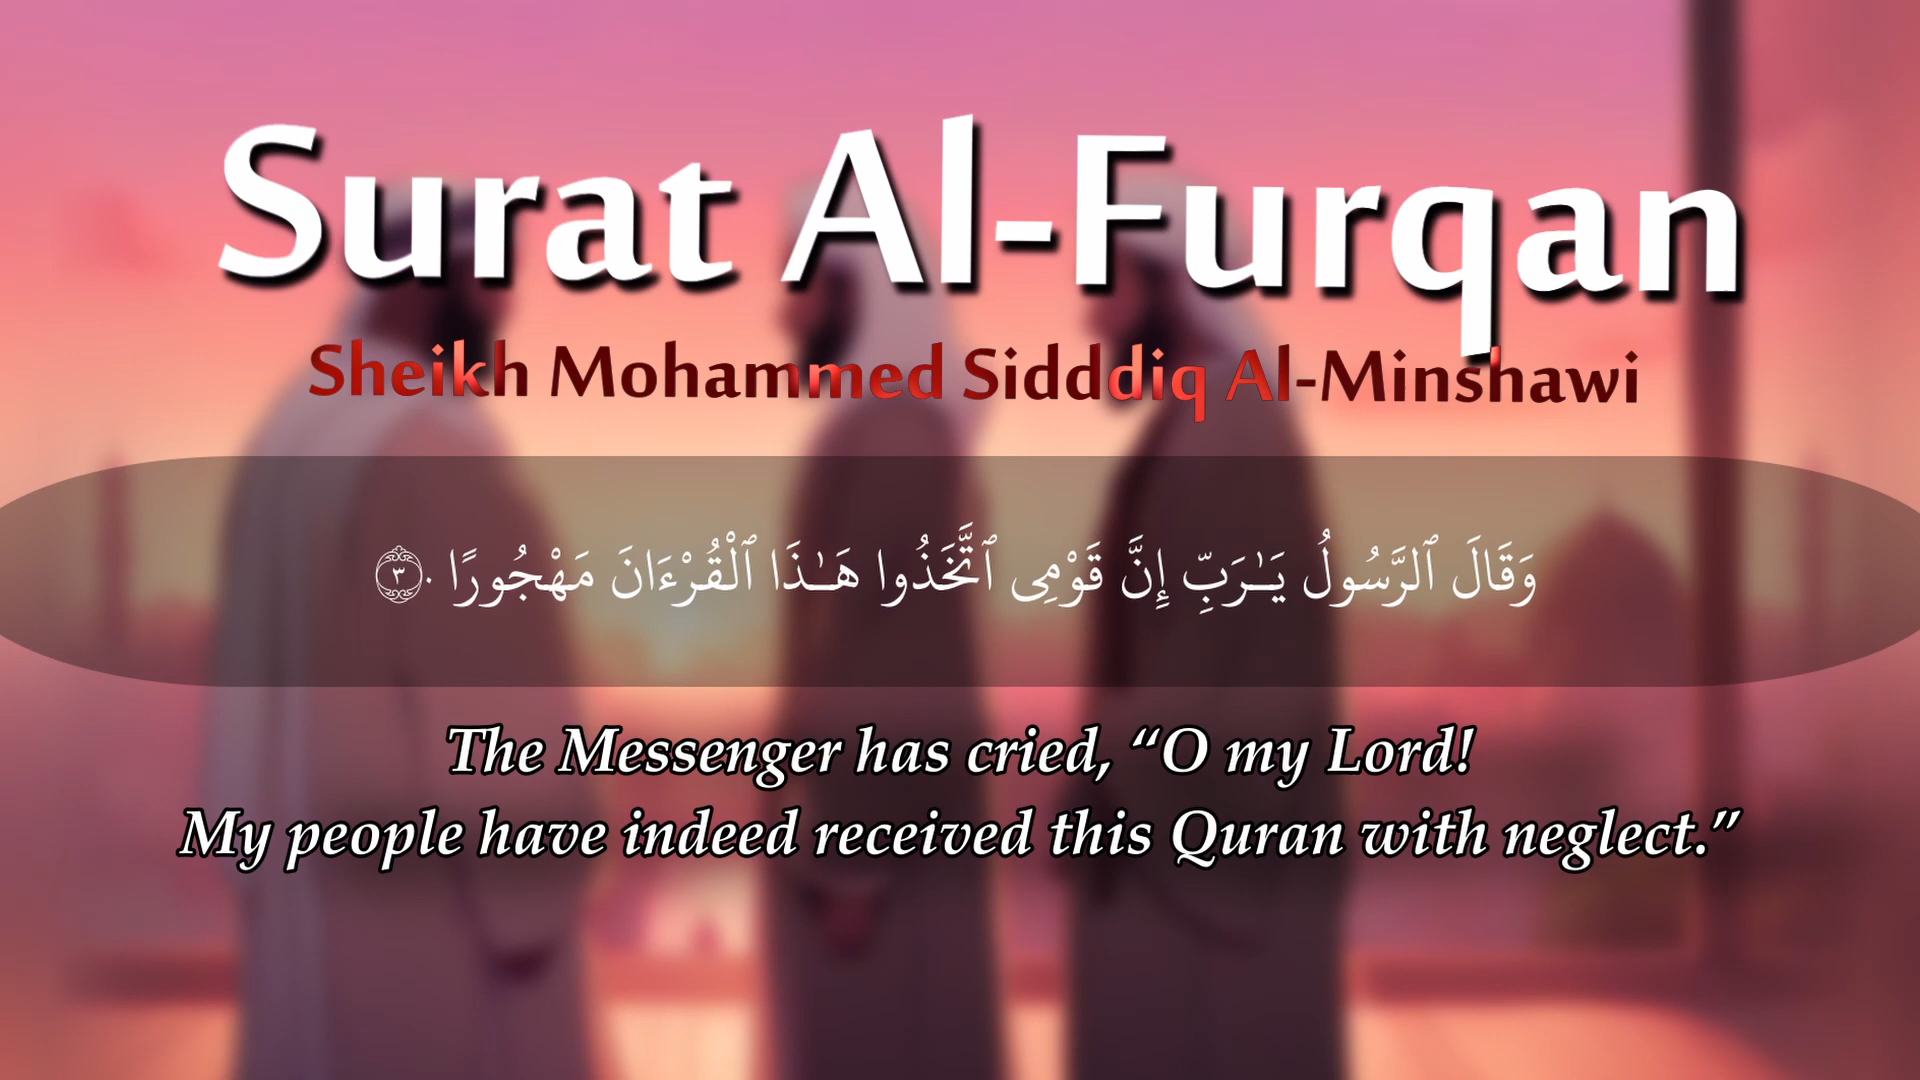 Surat Al-Furqan
Sheikh Mohammed Sidddiq Al-Minshawi
وَقَالَ ٱلرَّسُولُ يَـٰرَبِّ إِنَّ قَوْمِى ٱتَّخَذُوا هَـٰذَا ٱلْقُرْءَانَ مَهْجُورًا ٣٠
The Messenger has cried, “O my Lord!
My people have indeed received this Quran with neglect.”